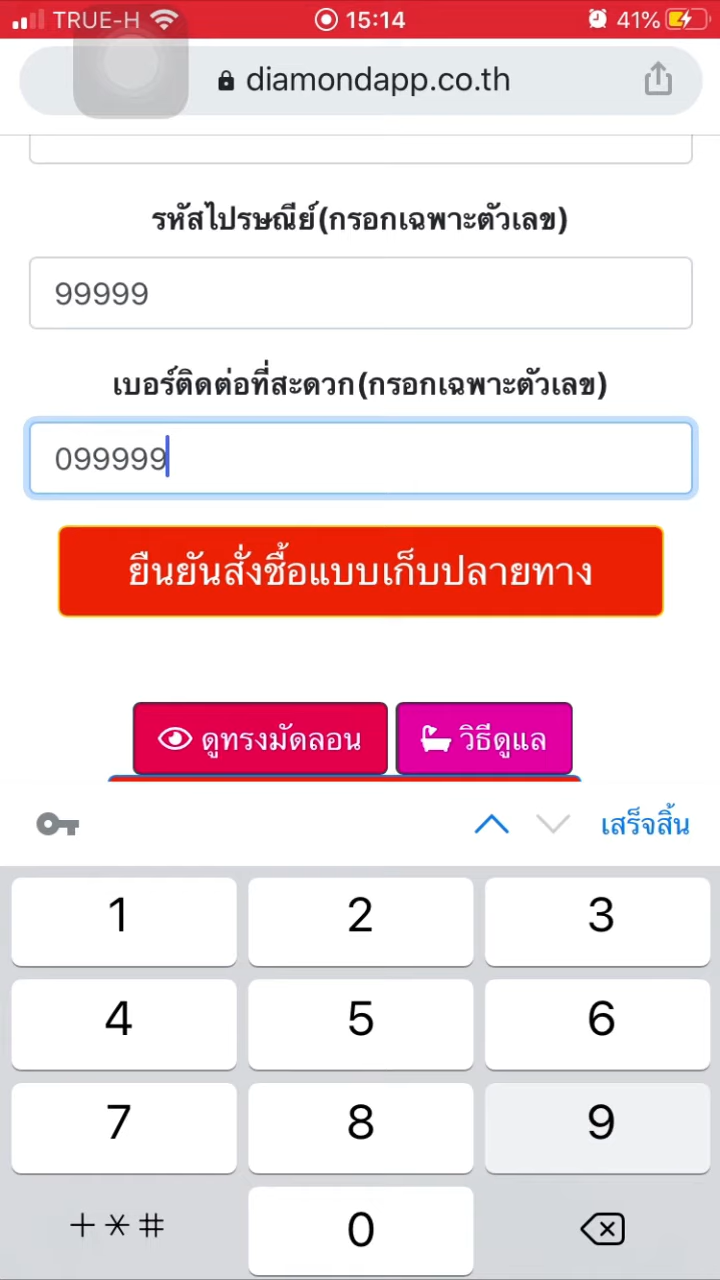 TRUE-H 15:14 41%
diamondapp.co.th
รหัสไปรษณีย์(กรอกเฉพาะตัวเลข)
99999
เบอร์ติดต่อที่สะดวก(กรอกเฉพาะตัวเลข)
099999
ยืนยันสั่งซื้อแบบเก็บปลายทาง
ดูทรงมัดลอน วิธีดูแล
เสร็จสิ้น
1 2 3
4 5 6
7 8 9
+*# 0